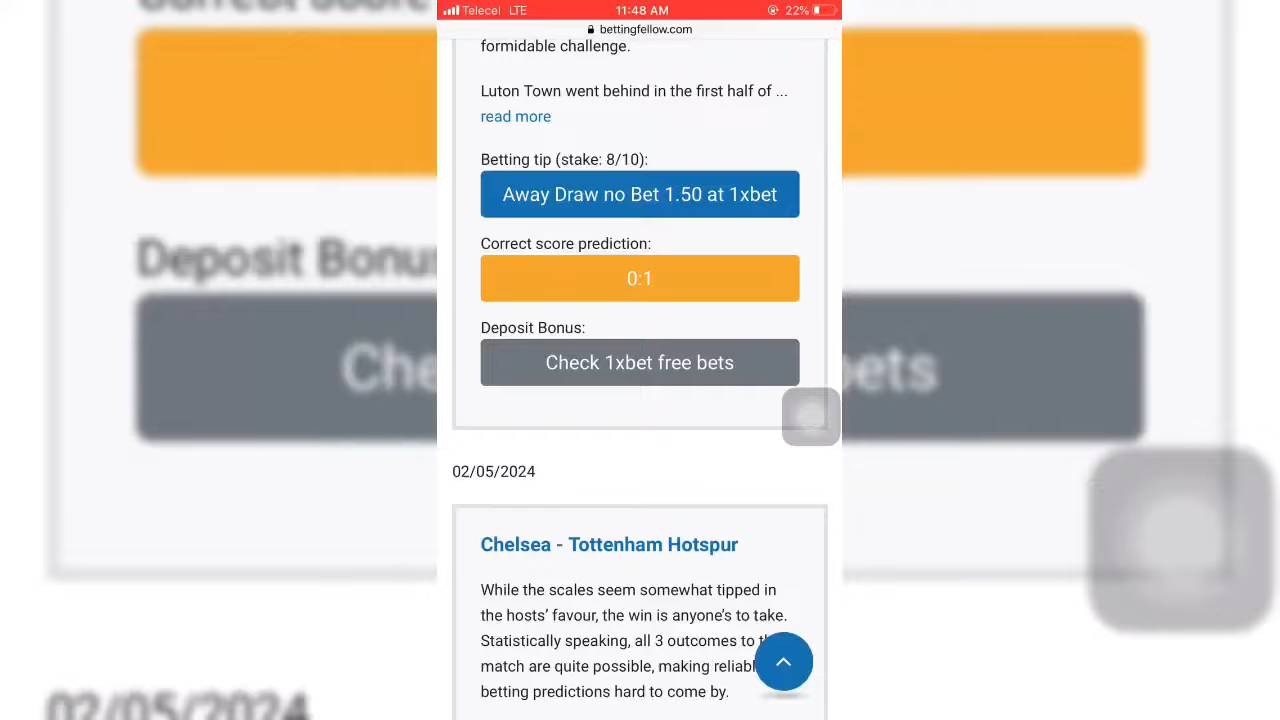 Telecel LTE 11:48 AM 22%
bettingfellow.com
formidable challenge.
Luton Town went behind in the first half of ...
read more
Betting tip (stake: 8/10):
Away Draw no Bet 1.50 at 1xbet
Correct score prediction:
0:1
Deposit Bonus:
Check 1xbet free bets
02/05/2024
Chelsea - Tottenham Hotspur
While the scales seem somewhat tipped in
the hosts' favour, the win is anyone's to take.
Statistically speaking, all 3 outcomes to
match are quite possible, making
betting predictions hard to come by.